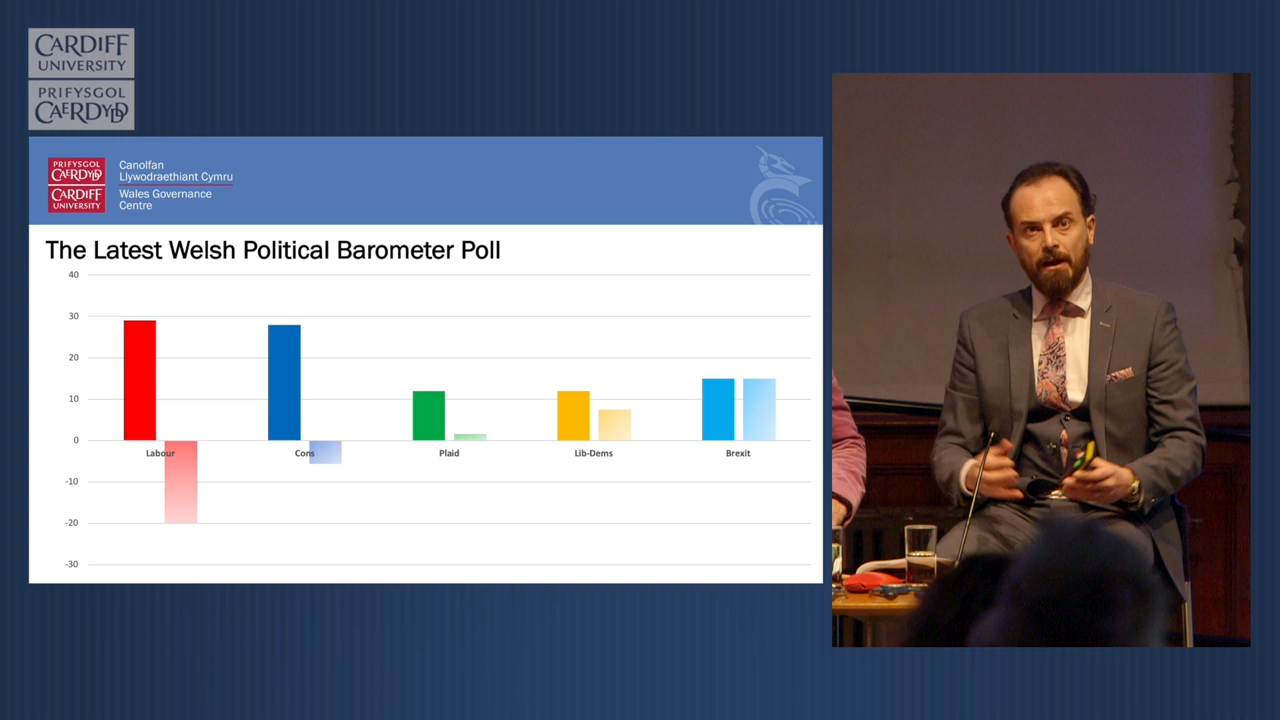 CARDIFF
UNIVERSITY
PRIFYSGOL
CAERDYDD
PRIFYSGOL
CAERDYDD
CARDIFF
UNIVERSITY
Canolfan
Llywodraethiant Cymru
Wales Governance
Centre
The Latest Welsh Political Barometer Poll
40
30
20
10
0
Labour
Cons
Plaid
Lib-Dems
Brexit
-10
-20
-30